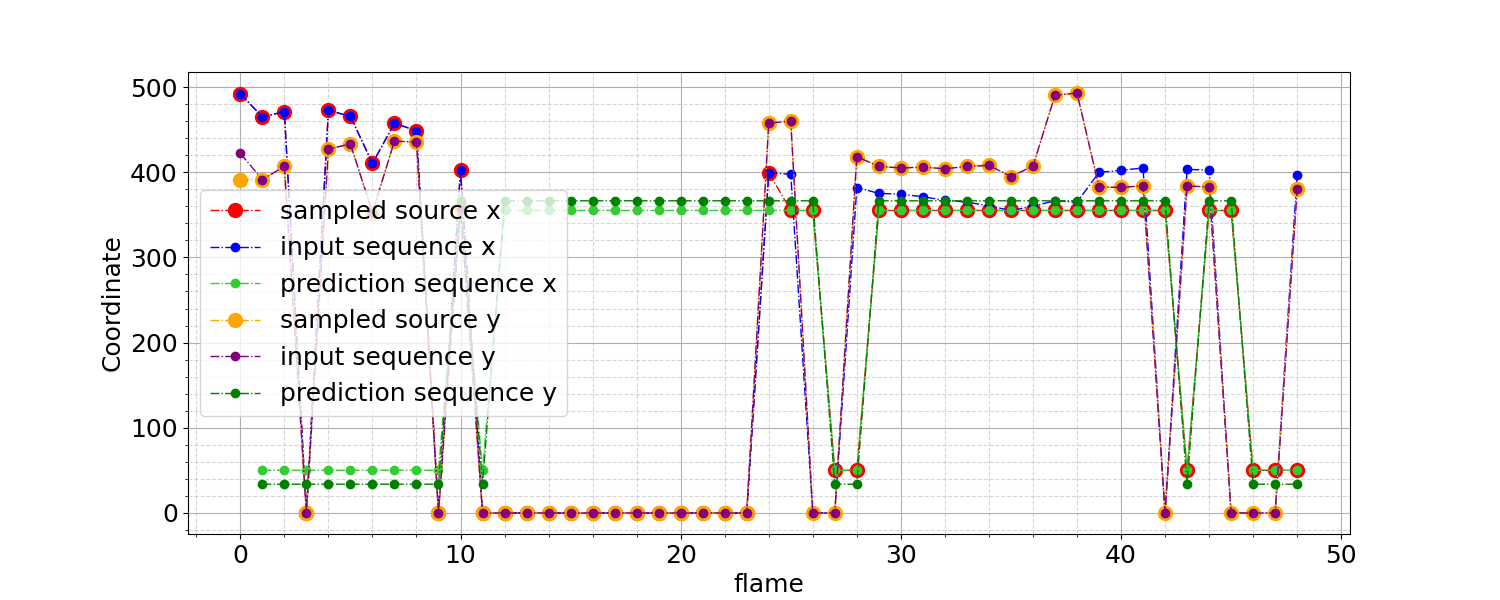 500
400
300
200
100
0
Coordinate
sampled source x
input sequence x
prediction sequence x
sampled source y
input sequence y
prediction sequence y
0 10 20 30 40 50
flame